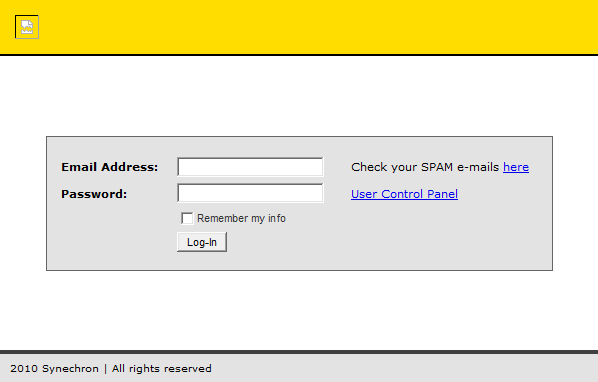 Email Address:
Check your SPAM e-mails here
Password:
User Control Panel
Remember my info
Log-In
2010 Synechron | All rights reserved